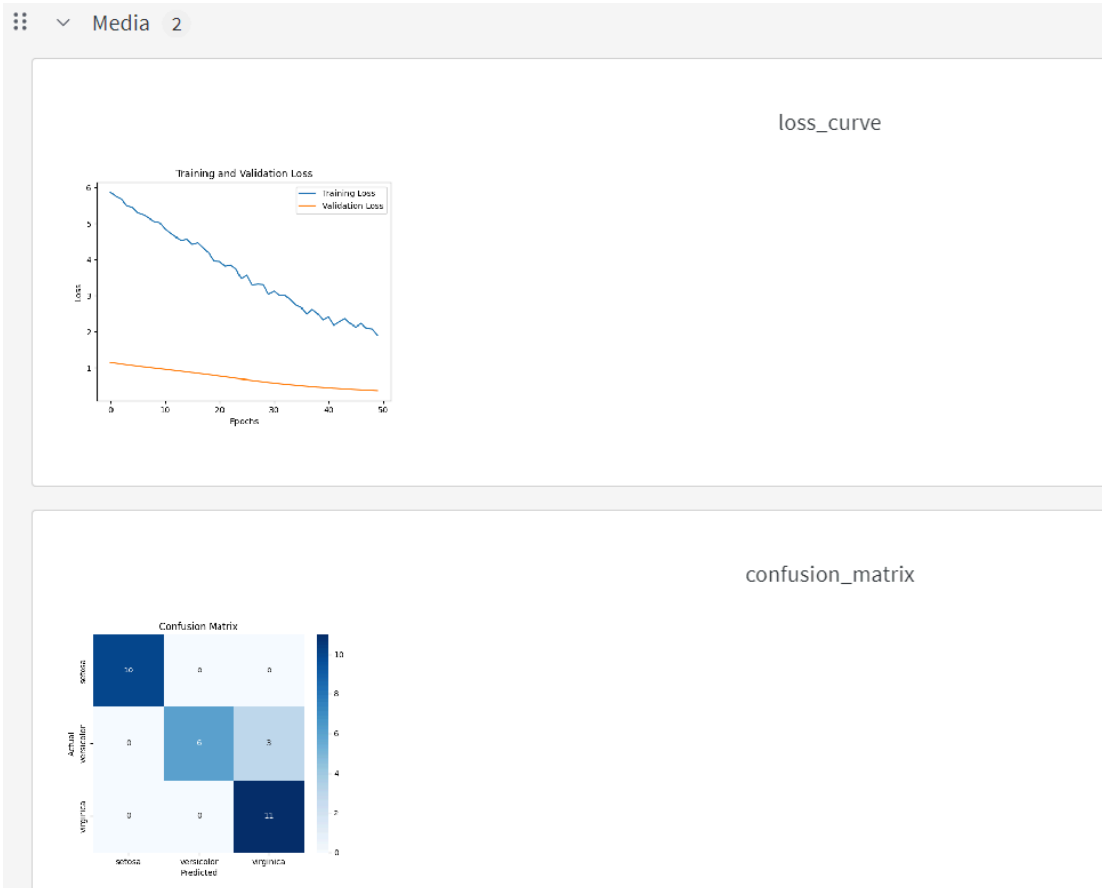 Media 2
loss_curve
Training and Validation Loss
Training Loss
Validation Loss
6
5
4
3
2
1
Loss
0 10 20 30 40 50
Epochs
confusion_matrix
Confusion Matrix
setosa
10 0 0
Actual
versicolor
0 6 3
virginica
0 0 11
10
8
6
4
2
0
setosa versicolor virginica
Predicted